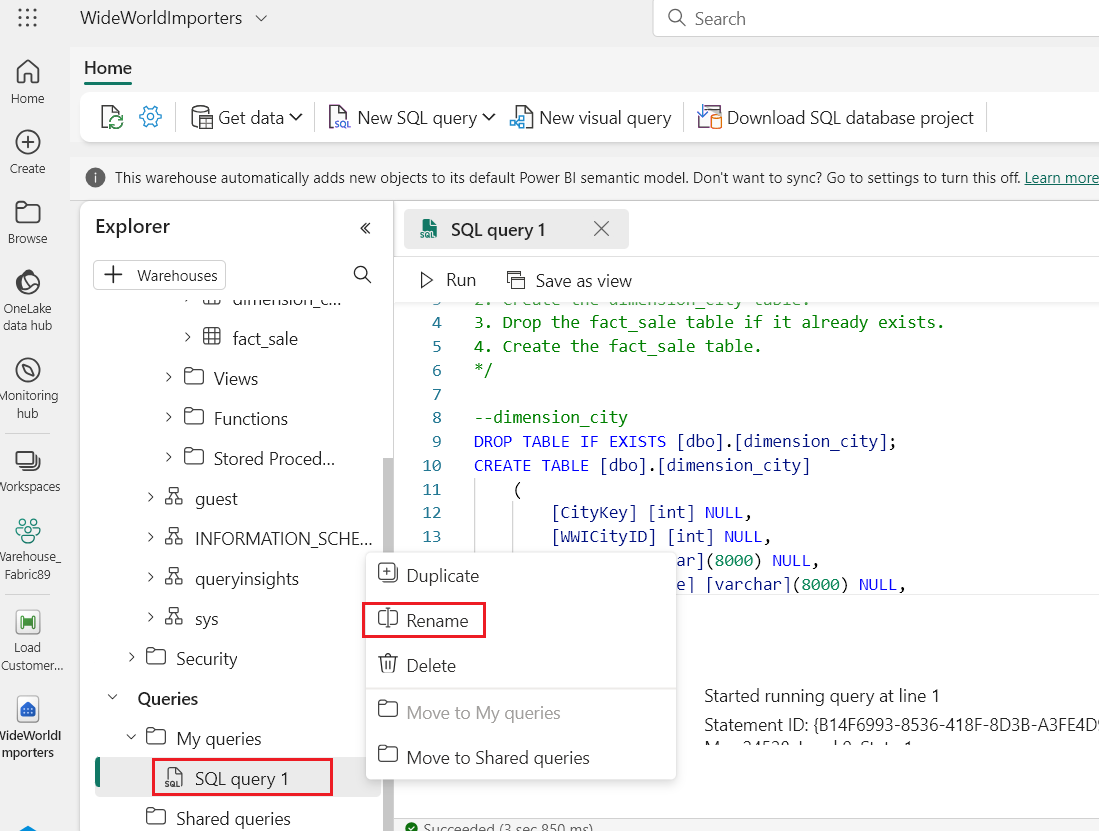 WideWorldImporters
Search
Home
Home
Create
Browse
OneLake
data hub
Monitoring
hub
Workspaces
Warehouse_
Fabric89
Load
Customer...
WideWorldI
mporters
Get data
New SQL query
New visual query
Download SQL database project
This warehouse automatically adds new objects to its default Power BI semantic model. Don't want to sync? Go to settings to turn this off. Learn more
Explorer
Warehouses
dimension_c...
fact_sale
Views
Functions
Stored Proced...
guest
INFORMATION_SCHE...
queryinsights
sys
Security
Queries
My queries
SQL query 1
Shared queries
SQL query 1
Run
Save as view
3 2. Create the dimension_city table.
4 3. Drop the fact_sale table if it already exists.
5 4. Create the fact_sale table.
6 */
7
8 --dimension_city
9 DROP TABLE IF EXISTS [dbo].[dimension_city];
10 CREATE TABLE [dbo].[dimension_city]
11 (
12 [CityKey] [int] NULL,
13 [WWICityID] [int] NULL,
ar](8000) NULL,
e] [varchar](8000) NULL,
Duplicate
Rename
Delete
Move to My queries
Move to Shared queries
Started running query at line 1
Statement ID: {B14F6993-8536-418F-8D3B-A3FE4D9
Succeeded (3 sec 850 ms)